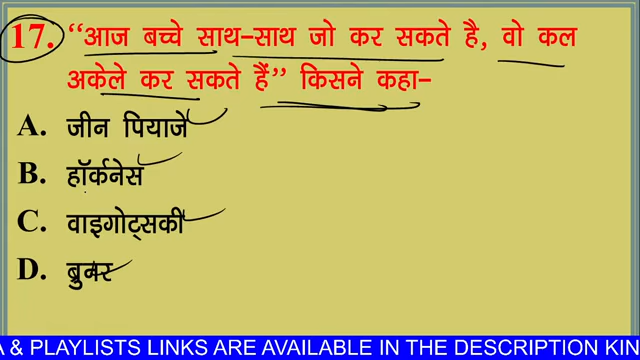 17. “आज बच्चे साथ-साथ जो कर सकते है, वो कल
अकेले कर सकते हैं” किसने कहा-
A. जीन पियाजे
B. हॉर्कनेस
C. वाइगोट्सकी
D. ब्रुनर
A & PLAYLISTS LINKS ARE AVAILABLE IN THE DESCRIPTION KIN